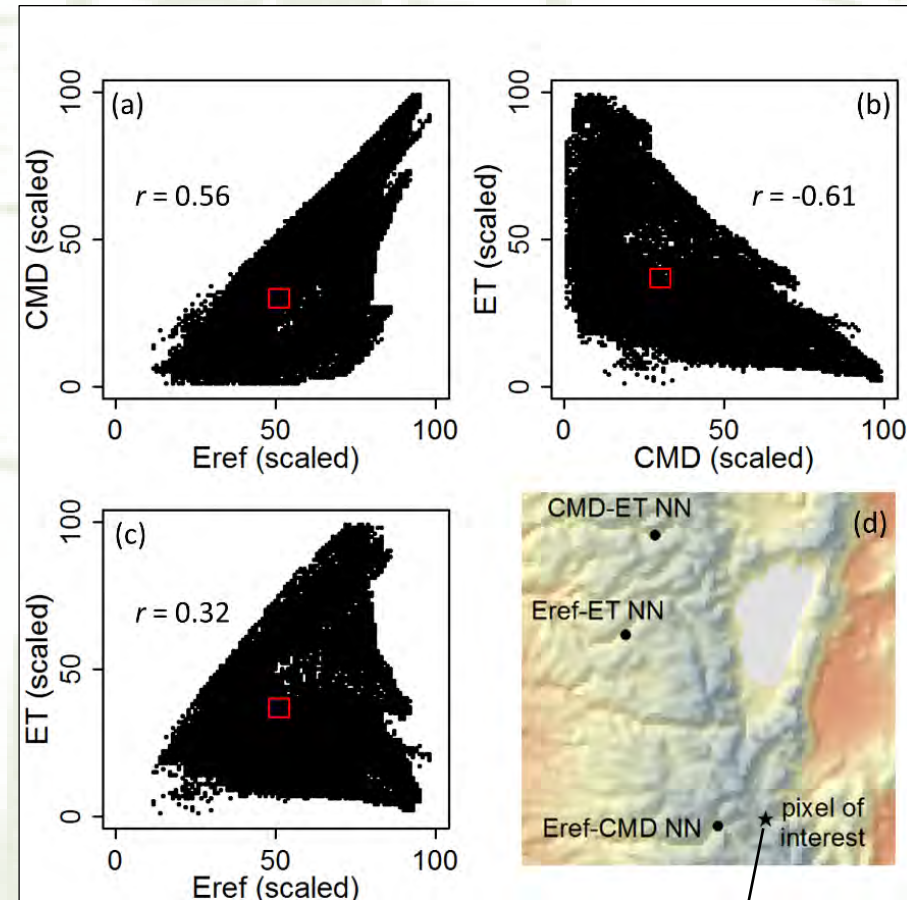 (a)
r = 0.56
CMD (scaled)
100
50
0
0 50 100
Eref (scaled)
(b)
r = -0.61
ET (scaled)
100
50
0
0 50 100
CMD (scaled)
(c)
r = 0.32
ET (scaled)
100
50
0
0 50 100
Eref (scaled)
(d)
CMD-ET NN
Eref-ET NN
Eref-CMD NN
pixel of
interest